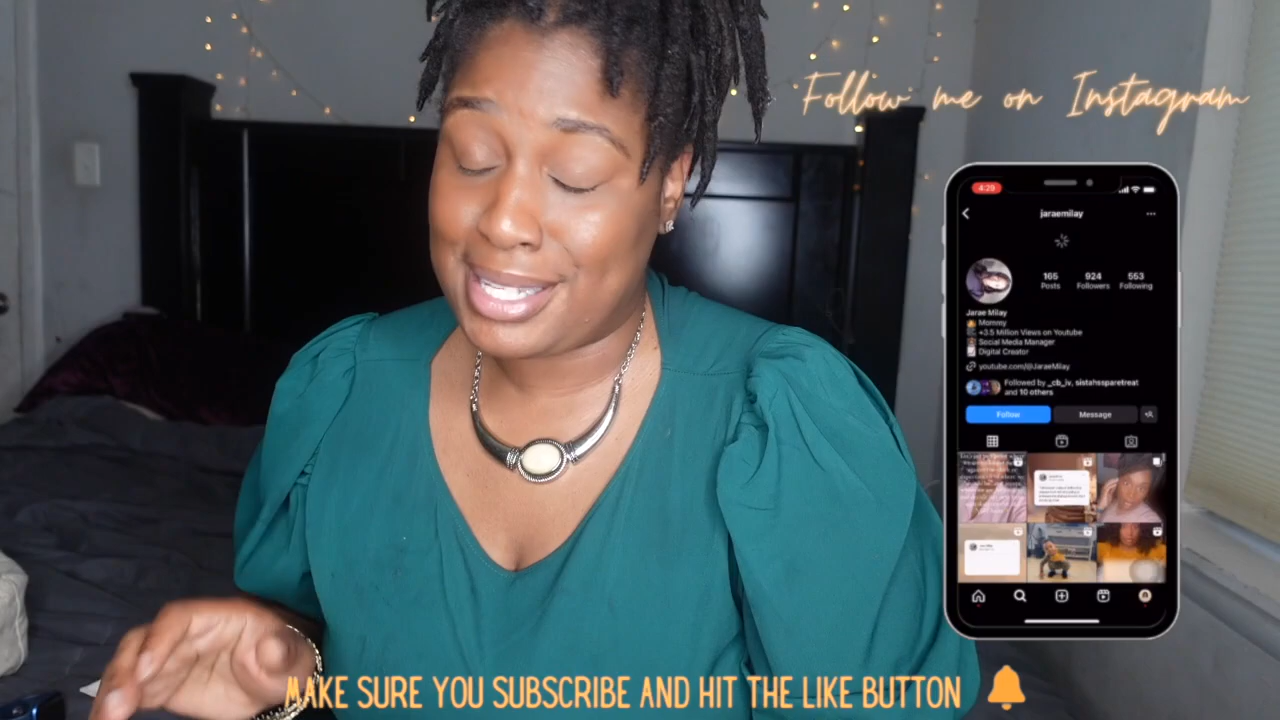 Follow me on Instagram
4:29
jaraemilay
165 924 553
Posts Followers Following
Jarae Milay
Mommy
+3.5 Million Views on Youtube
Social Media Manager
Digital Creator
youtube.com/@JaraeMilay
Followed by _cb_iv, sistahssparetreat
and 10 others
Follow Message
MAKE SURE YOU SUBSCRIBE AND HIT THE LIKE BUTTON